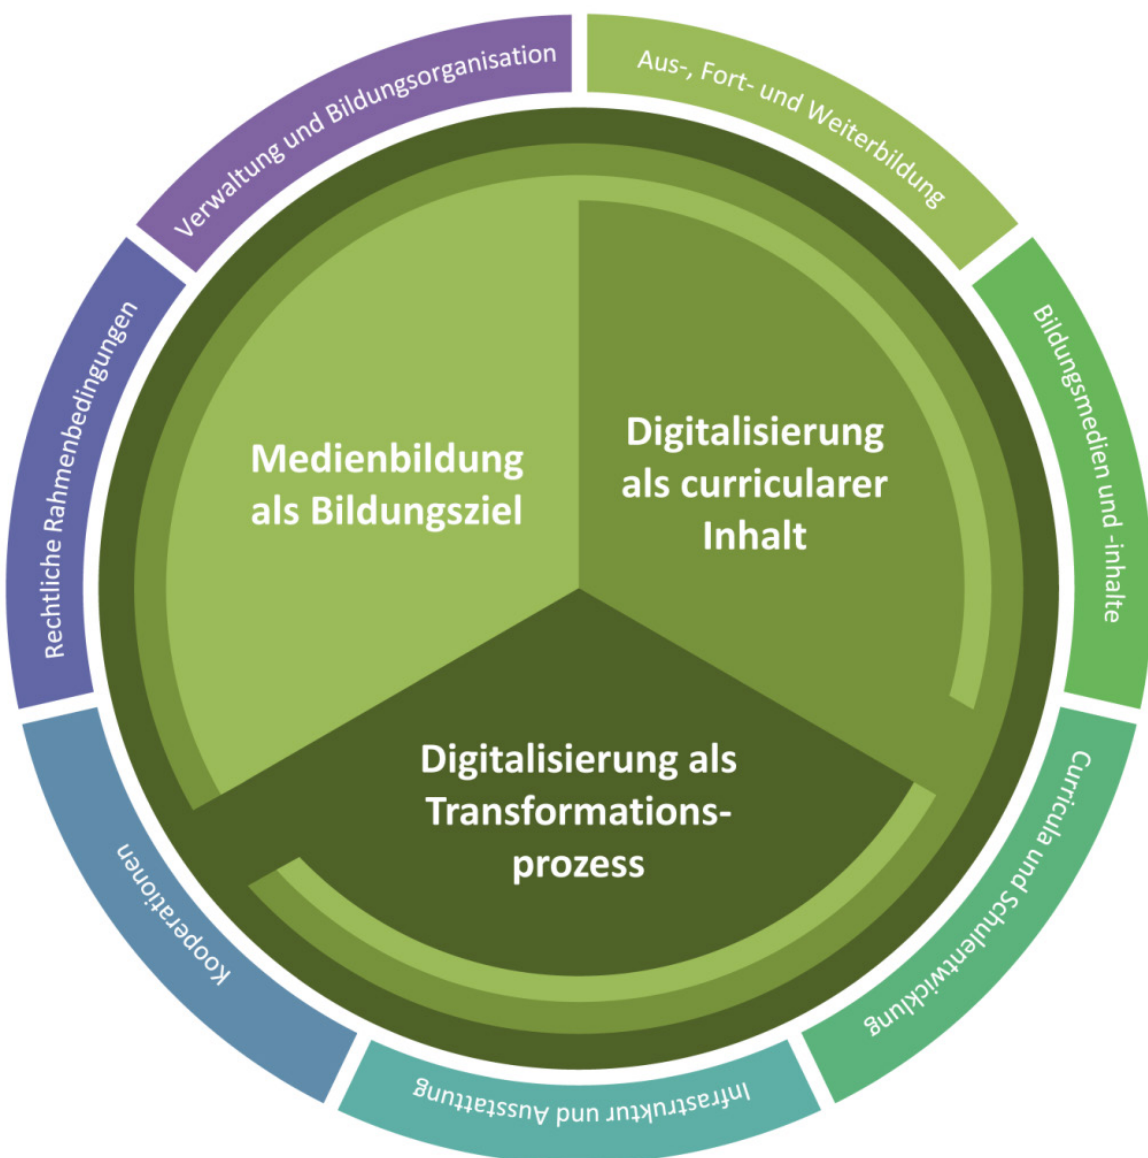 Verwaltung und Bildungsorganisation
Aus-, Fort- und Weiterbildung
Bildungsmedien und -inhalte
Curricula und Schulentwicklung
Infrastruktur und Ausstattung
Kooperationen
Rechtliche Rahmenbedingungen
Medienbildung
als Bildungsziel
Digitalisierung
als curricularer
Inhalt
Digitalisierung als
Transformations-
prozess